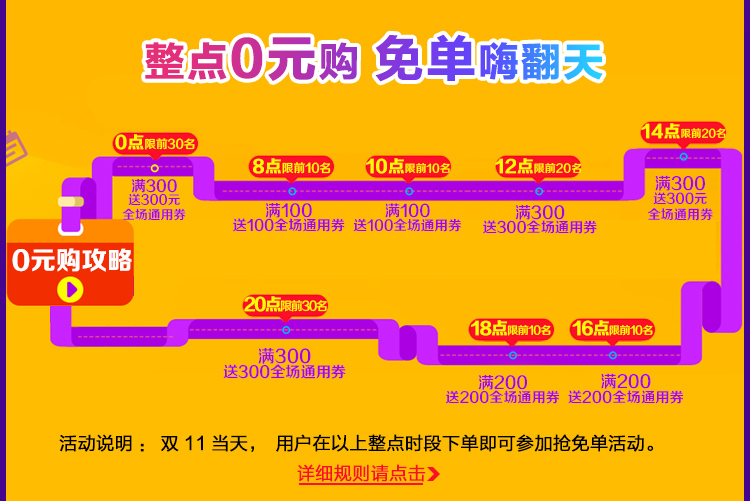 整点0元购 免单嗨翻天
0点限前30名
满300
送300元
全场通用券
8点限前10名
满100
送100全场通用券
10点限前10名
满100
送100全场通用券
12点限前20名
满300
送300全场通用券
14点限前20名
满300
送300元
全场通用券
0元购攻略
20点限前30名
满300
送300全场通用券
18点限前10名
满200
送200全场通用券
16点限前10名
满200
送200全场通用券
活动说明： 双 11 当天， 用户在以上整点时段下单即可参加抢免单活动。
详细规则请点击